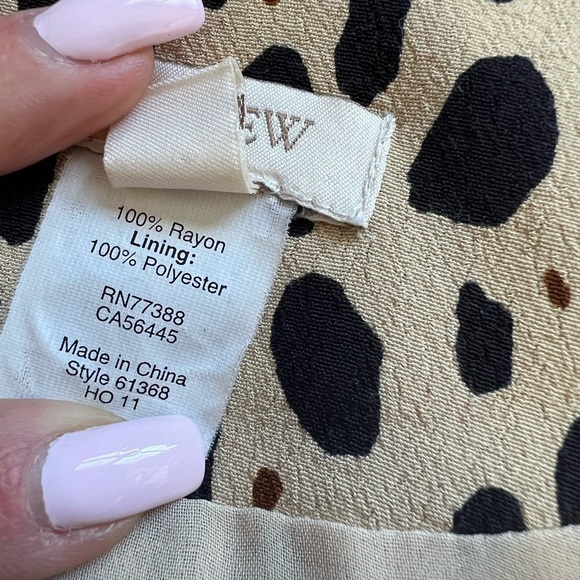 EW
100% Rayon
Lining:
100% Polyester
RN77388
CA56445
Made in China
Style 61368
HO 11